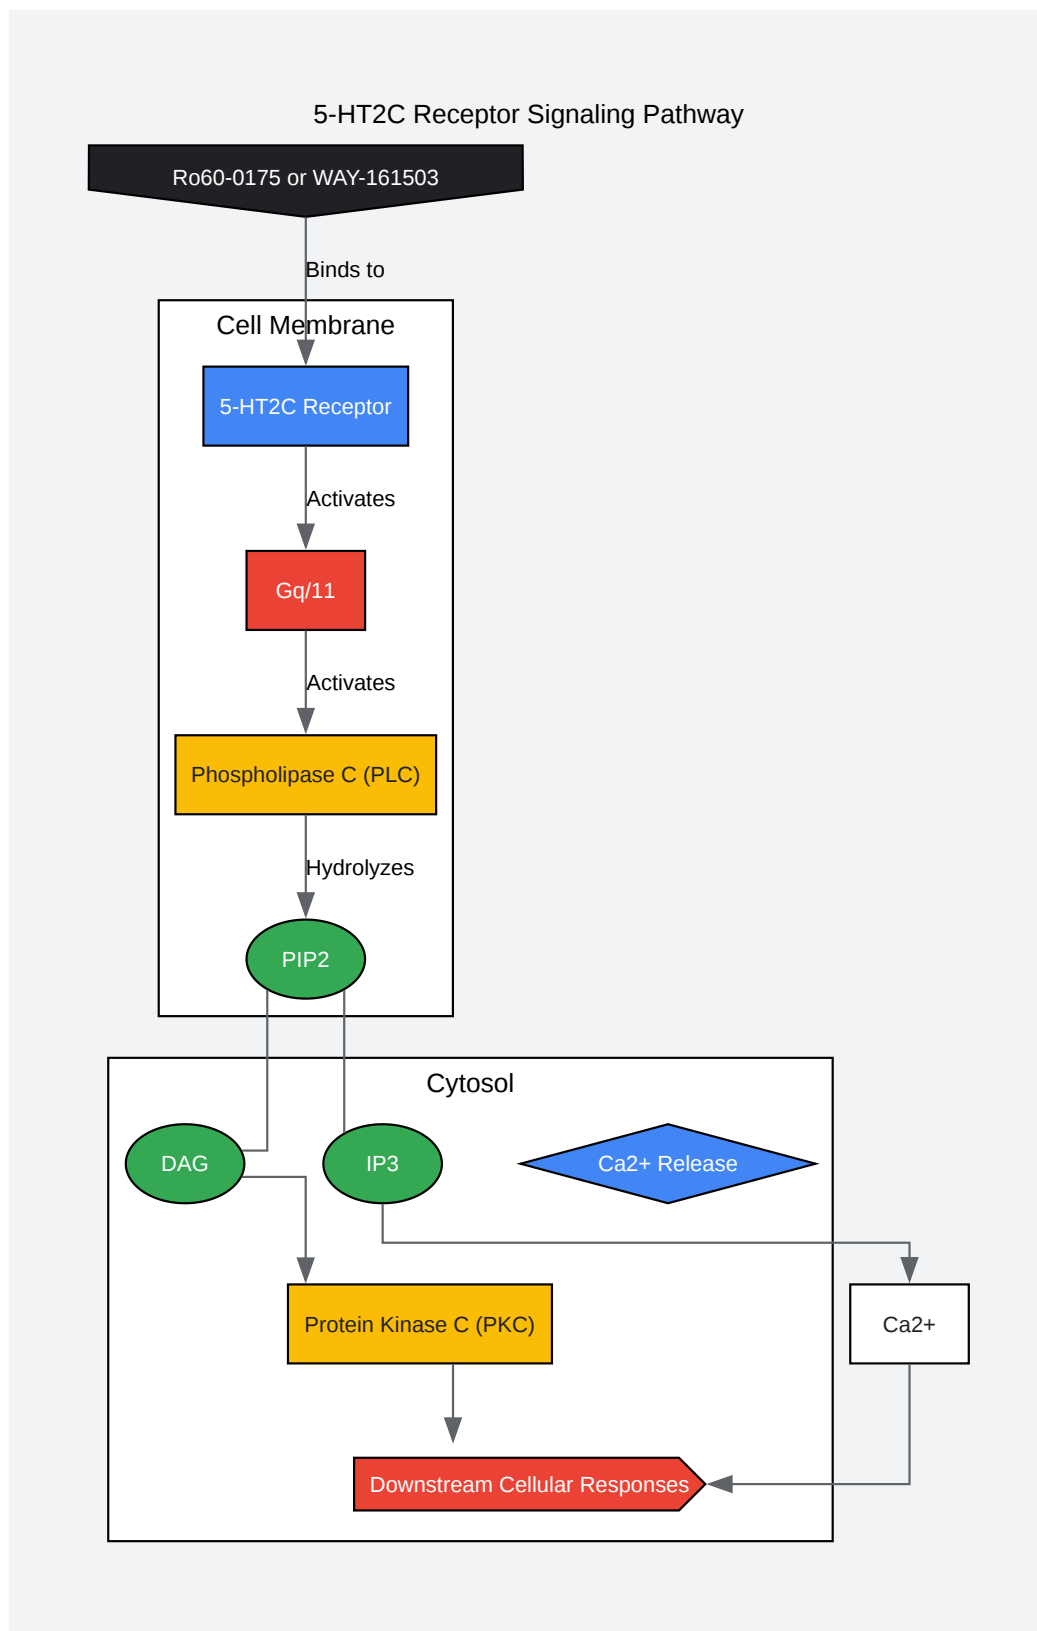 5-HT2C Receptor Signaling Pathway
Ro60-0175 or WAY-161503
Binds to
Cell Membrane
5-HT2C Receptor
Activates
Gq/11
Activates
Phospholipase C (PLC)
Hydrolyzes
PIP2
Cytosol
DAG
IP3
Ca2+ Release
Protein Kinase C (PKC)
Ca2+
Downstream Cellular Responses